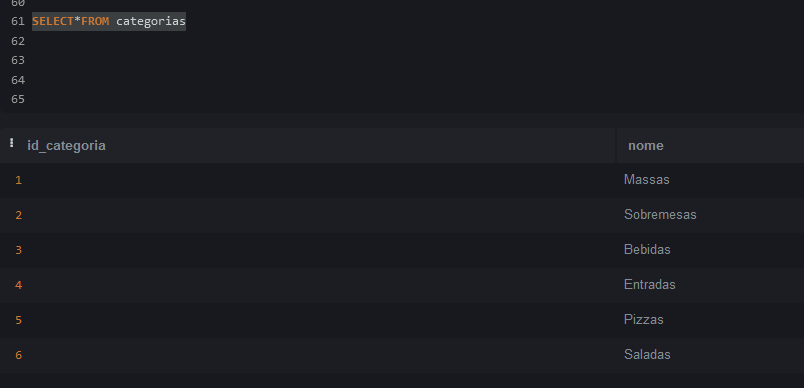 60
61 SELECT*FROM categorias
62
63
64
65
id_categoria nome
1 Massas
2 Sobremesas
3 Bebidas
4 Entradas
5 Pizzas
6 Saladas